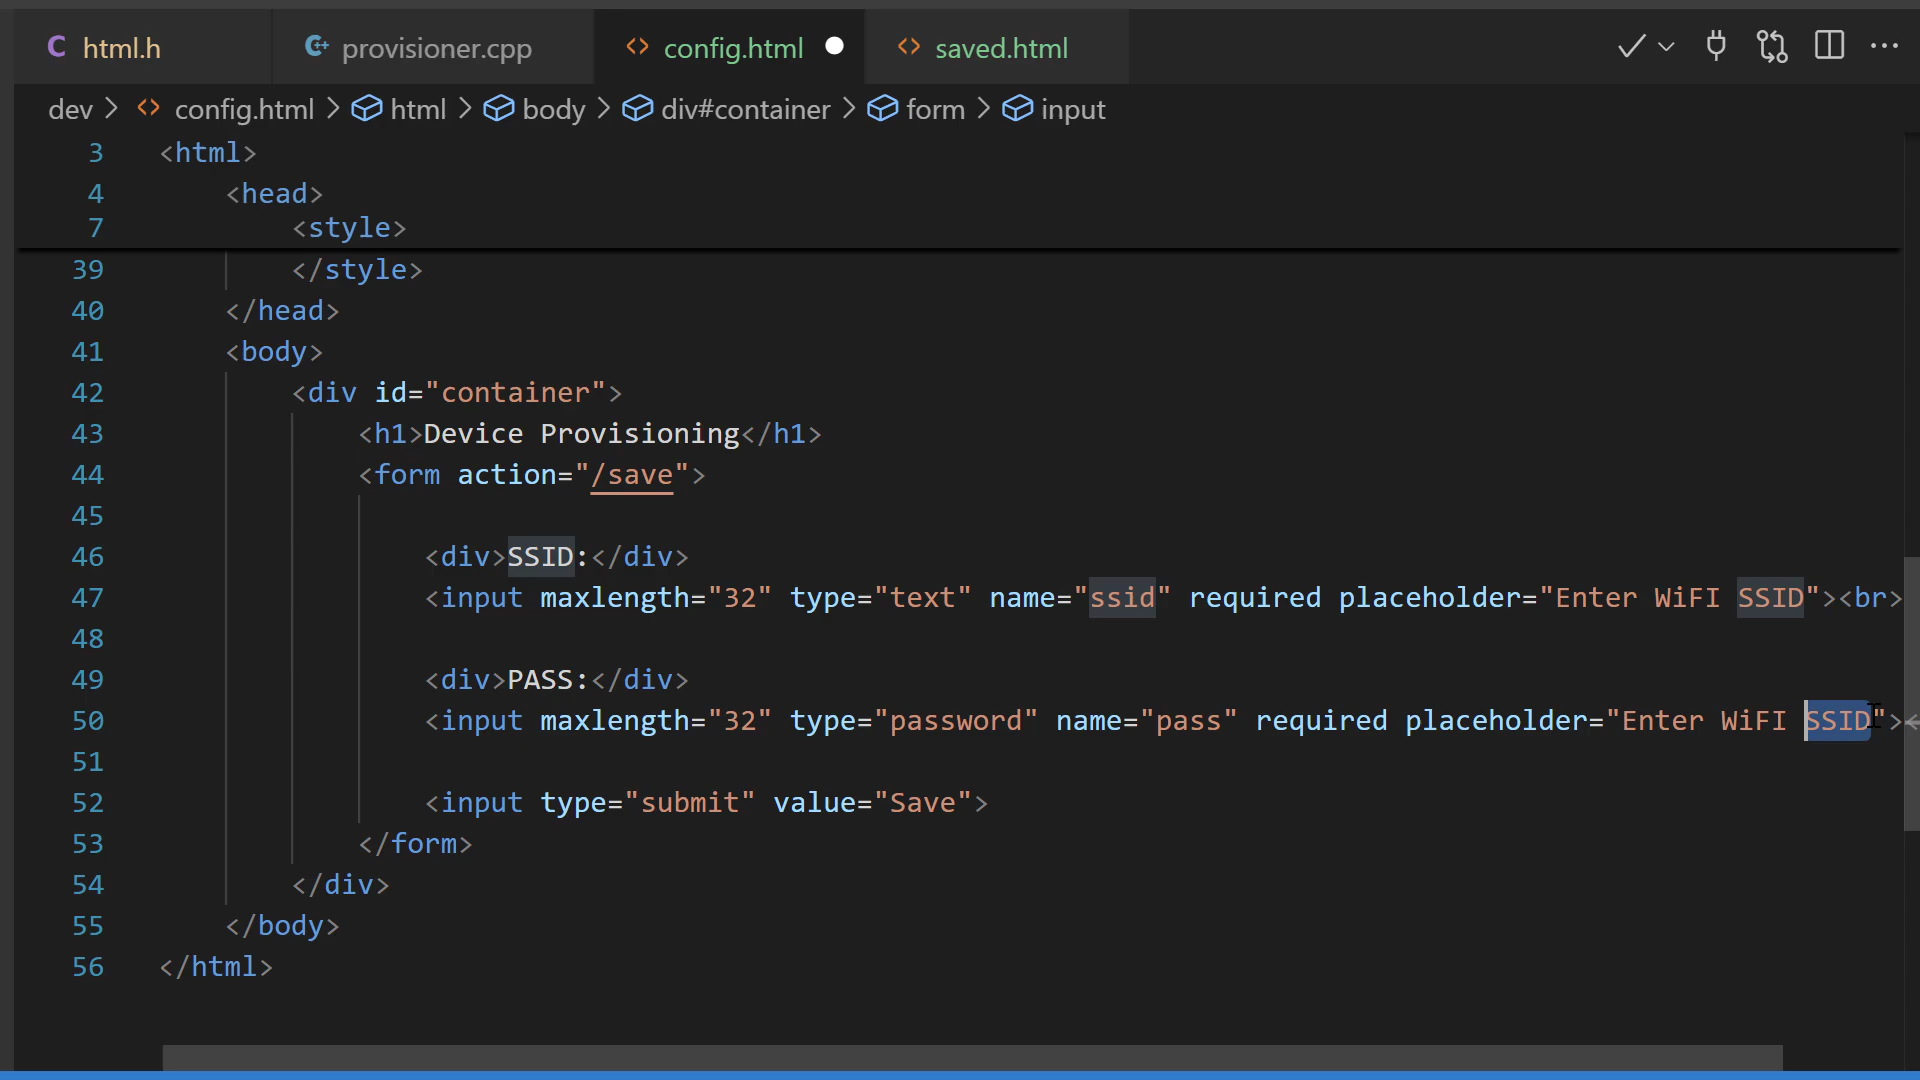 html.h provisioner.cpp config.html saved.html
dev > config.html > html > body > div#container > form > input
3 <html>
4 <head>
7 <style>
39 </style>
40 </head>
41 <body>
42 <div id="container">
43 <h1>Device Provisioning</h1>
44 <form action="/save">
45
46 <div>SSID:</div>
47 <input maxlength="32" type="text" name="ssid" required placeholder="Enter WiFI SSID"><br>
48
49 <div>PASS:</div>
50 <input maxlength="32" type="password" name="pass" required placeholder="Enter WiFI SSID"><
51
52 <input type="submit" value="Save">
53 </form>
54 </div>
55 </body>
56 </html>